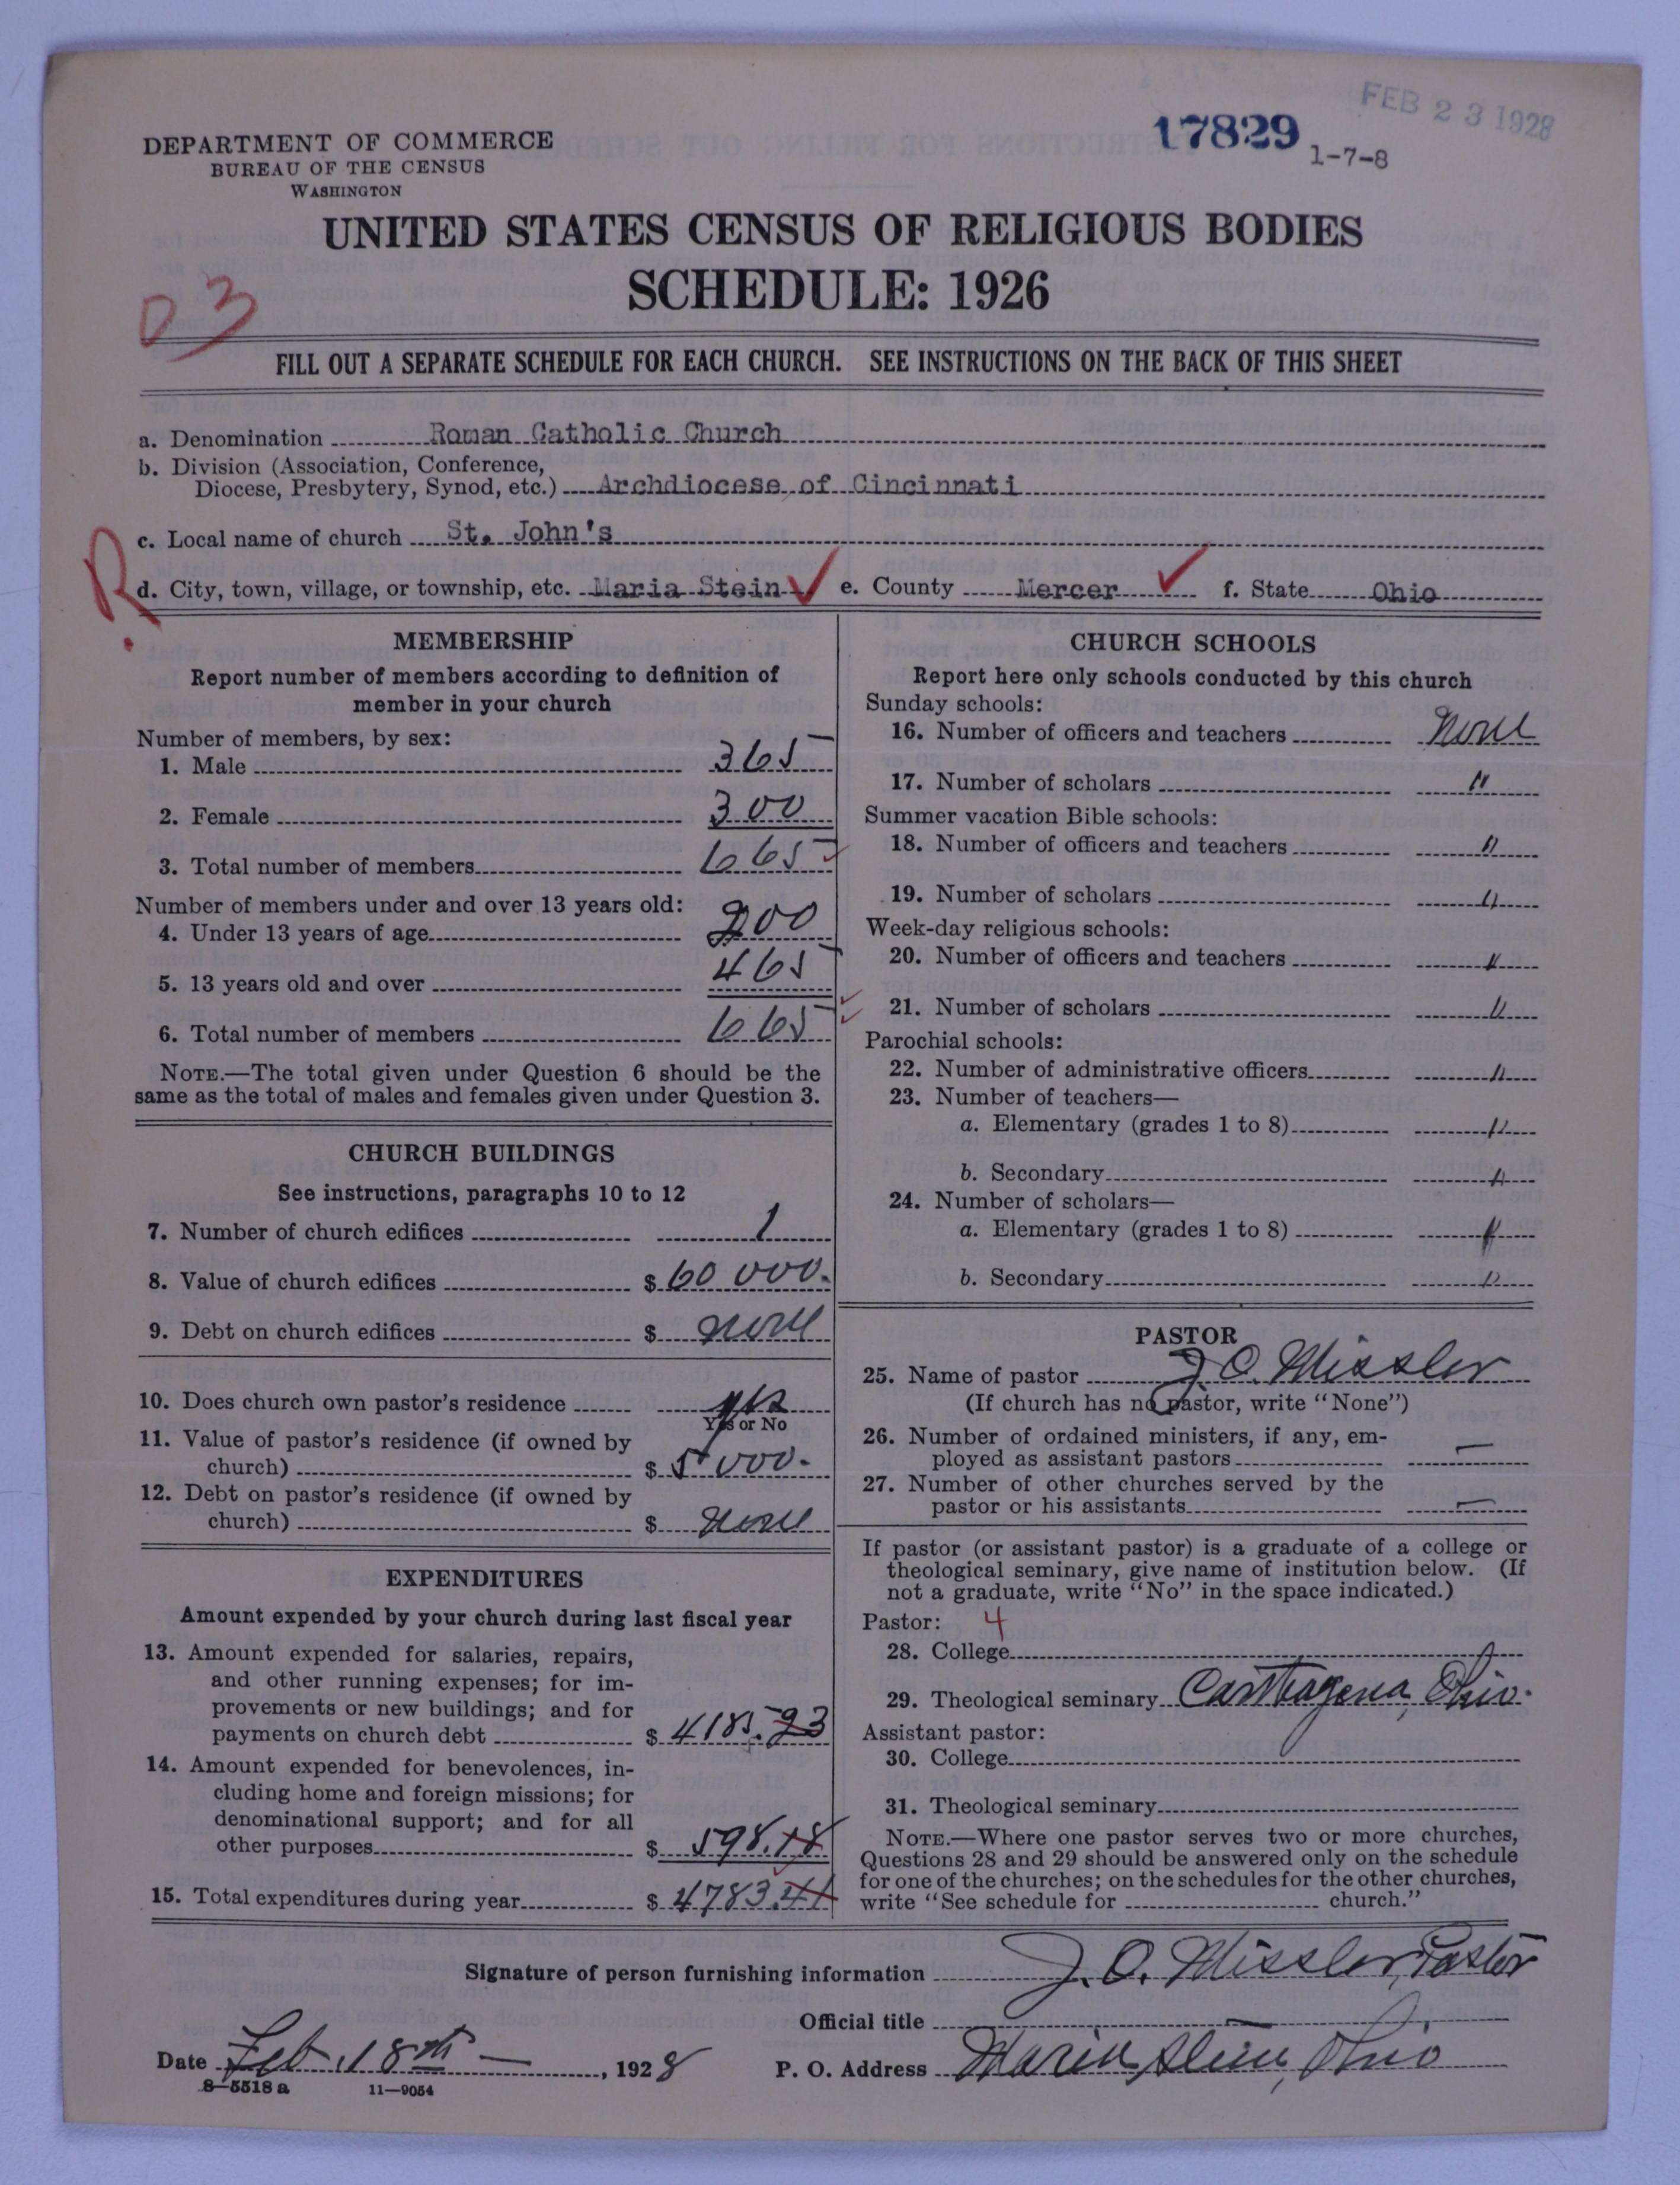 FEB 23 1928
17829
1-7-8
DEPARTMENT OF COMMERCE
BUREAU OF THE CENSUS
WASHINGTON
UNITED STATES CENSUS OF RELIGIOUS BODIES
SCHEDULE: 1926
03
FILL OUT A SEPARATE SCHEDULE FOR EACH CHURCH. SEE INSTRUCTIONS ON THE BACK OF THIS SHEET
a. Denomination Roman Catholic Church
b. Division (Association, Conference,
Diocese, Presbytery, Synod, etc.) Archdiocese of Cincinnati
R.
c. Local name of church St. John's
d. City, town, village, or township, etc. Maria Stein e. County Mercer f. State Ohio
MEMBERSHIP
Report number of members according to definition of
member in your church
Number of members, by sex:
1. Male 365
2. Female 300
3. Total number of members 665
Number of members under and over 13 years old:
4. Under 13 years of age 200
5. 13 years old and over 465
6. Total number of members 665
NOTE.—The total given under Question 6 should be the
same as the total of males and females given under Question 3.
CHURCH BUILDINGS
See instructions, paragraphs 10 to 12
7. Number of church edifices 1
8. Value of church edifices $ 60 000.
9. Debt on church edifices $ none
10. Does church own pastor's residence yes
Yes or No
11. Value of pastor's residence (if owned by
church) $ 5 000.
12. Debt on pastor's residence (if owned by
church) $ none
EXPENDITURES
Amount expended by your church during last fiscal year
13. Amount expended for salaries, repairs,
and other running expenses; for im-
provements or new buildings; and for
payments on church debt $ 4185.23
14. Amount expended for benevolences, in-
cluding home and foreign missions; for
denominational support; and for all
other purposes $ 598.18
15. Total expenditures during year $ 4783.41
CHURCH SCHOOLS
Report here only schools conducted by this church
Sunday schools:
16. Number of officers and teachers none
17. Number of scholars "
Summer vacation Bible schools:
18. Number of officers and teachers "
19. Number of scholars "
Week-day religious schools:
20. Number of officers and teachers "
21. Number of scholars "
Parochial schools:
22. Number of administrative officers "
23. Number of teachers—
a. Elementary (grades 1 to 8) "
b. Secondary "
24. Number of scholars—
a. Elementary (grades 1 to 8) "
b. Secondary "
PASTOR
25. Name of pastor J. O. Missler
(If church has no pastor, write "None")
26. Number of ordained ministers, if any, em-
ployed as assistant pastors —
27. Number of other churches served by the
pastor or his assistants —
If pastor (or assistant pastor) is a graduate of a college or
theological seminary, give name of institution below. (If
not a graduate, write "No" in the space indicated.)
Pastor: 4
28. College
29. Theological seminary Carthagena, Ohio.
Assistant pastor:
30. College
31. Theological seminary
NOTE.—Where one pastor serves two or more churches,
Questions 28 and 29 should be answered only on the schedule
for one of the churches; on the schedules for the other churches,
write "See schedule for church."
Signature of person furnishing information J. O. Missler, Pastor
Official title
Date Feb. 18th —, 1928 P. O. Address Maria Stein, Ohio
8—5518 a 11—9054